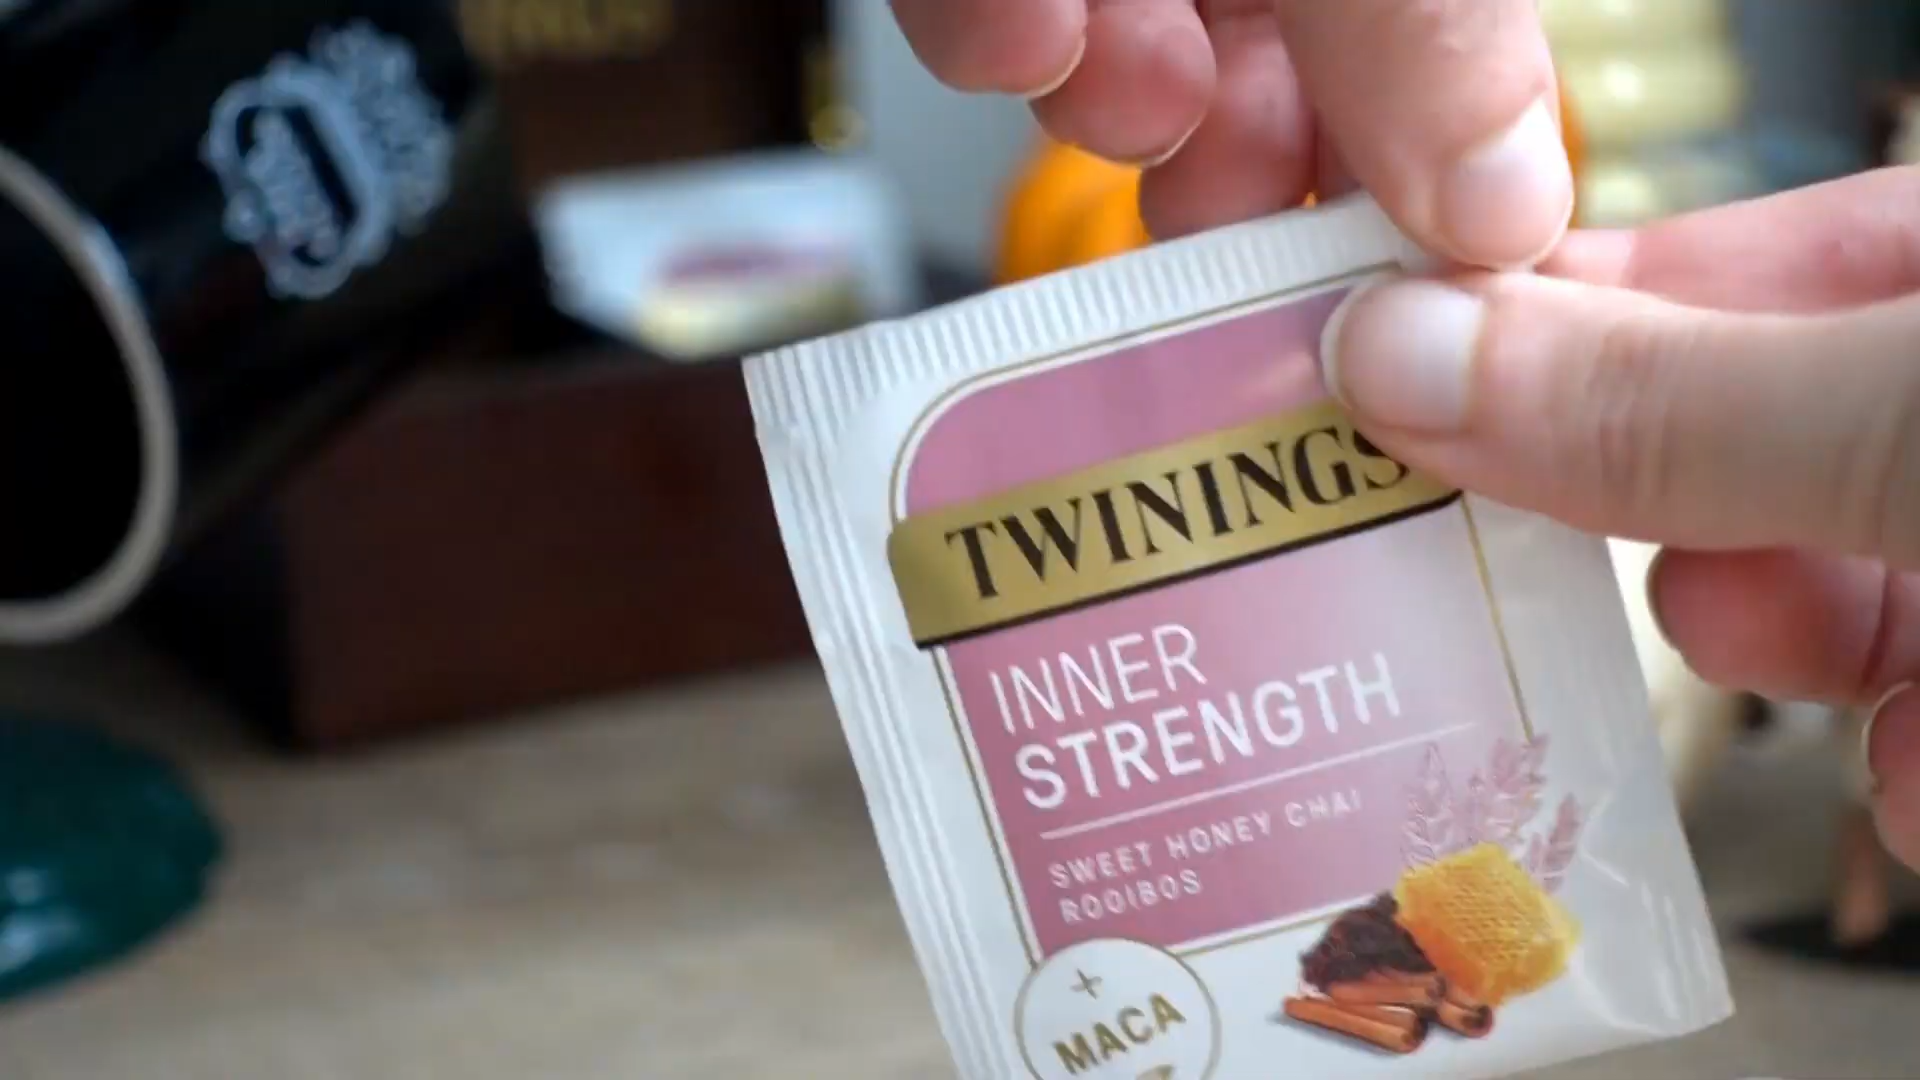 TWININGS
INNER
STRENGTH
SWEET HONEY CHAI
ROOIBOS
+
MACA